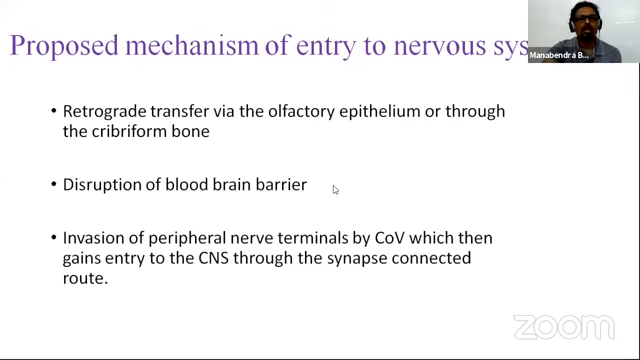 Proposed mechanism of entry to nervous sys
Manabendra B...
• Retrograde transfer via the olfactory epithelium or through
the cribriform bone
• Disruption of blood brain barrier
• Invasion of peripheral nerve terminals by CoV which then
gains entry to the CNS through the synapse connected
route.
zoom